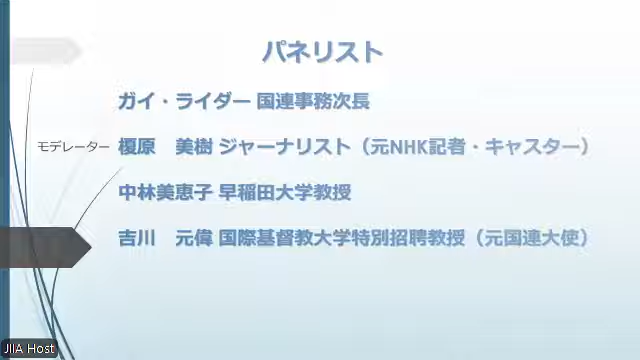 パネリスト
ガイ・ライダー 国連事務次長
モデレーター 榎原　美樹 ジャーナリスト（元NHK記者・キャスター）
中林美恵子 早稲田大学教授
吉川　元偉 国際基督教大学特別招聘教授（元国連大使）
JIIA Host